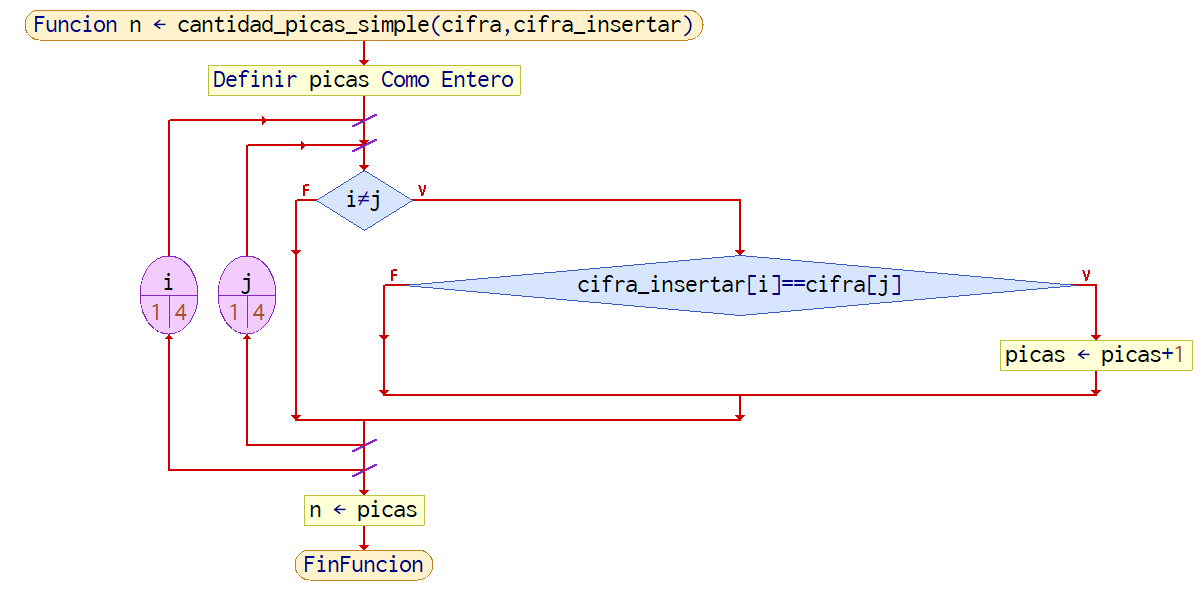 Funcion n ← cantidad_picas_simple(cifra,cifra_insertar)
Definir picas Como Entero
F
i≠j
V
i
1 4
j
1 4
F
cifra_insertar[i]==cifra[j]
V
picas ← picas+1
n ← picas
FinFuncion